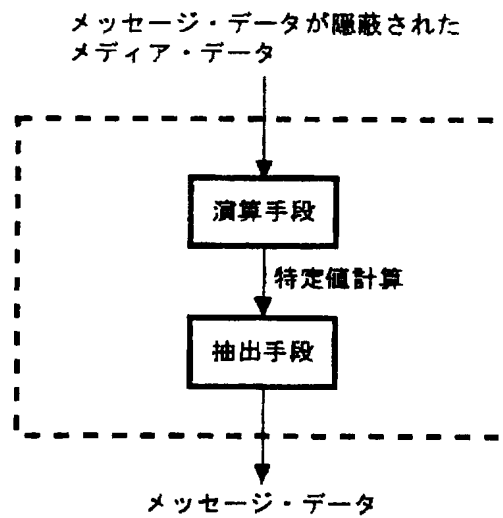 メッセージ・データが隠蔽された
メディア・データ
演算手段
特定値計算
抽出手段
メッセージ・データ